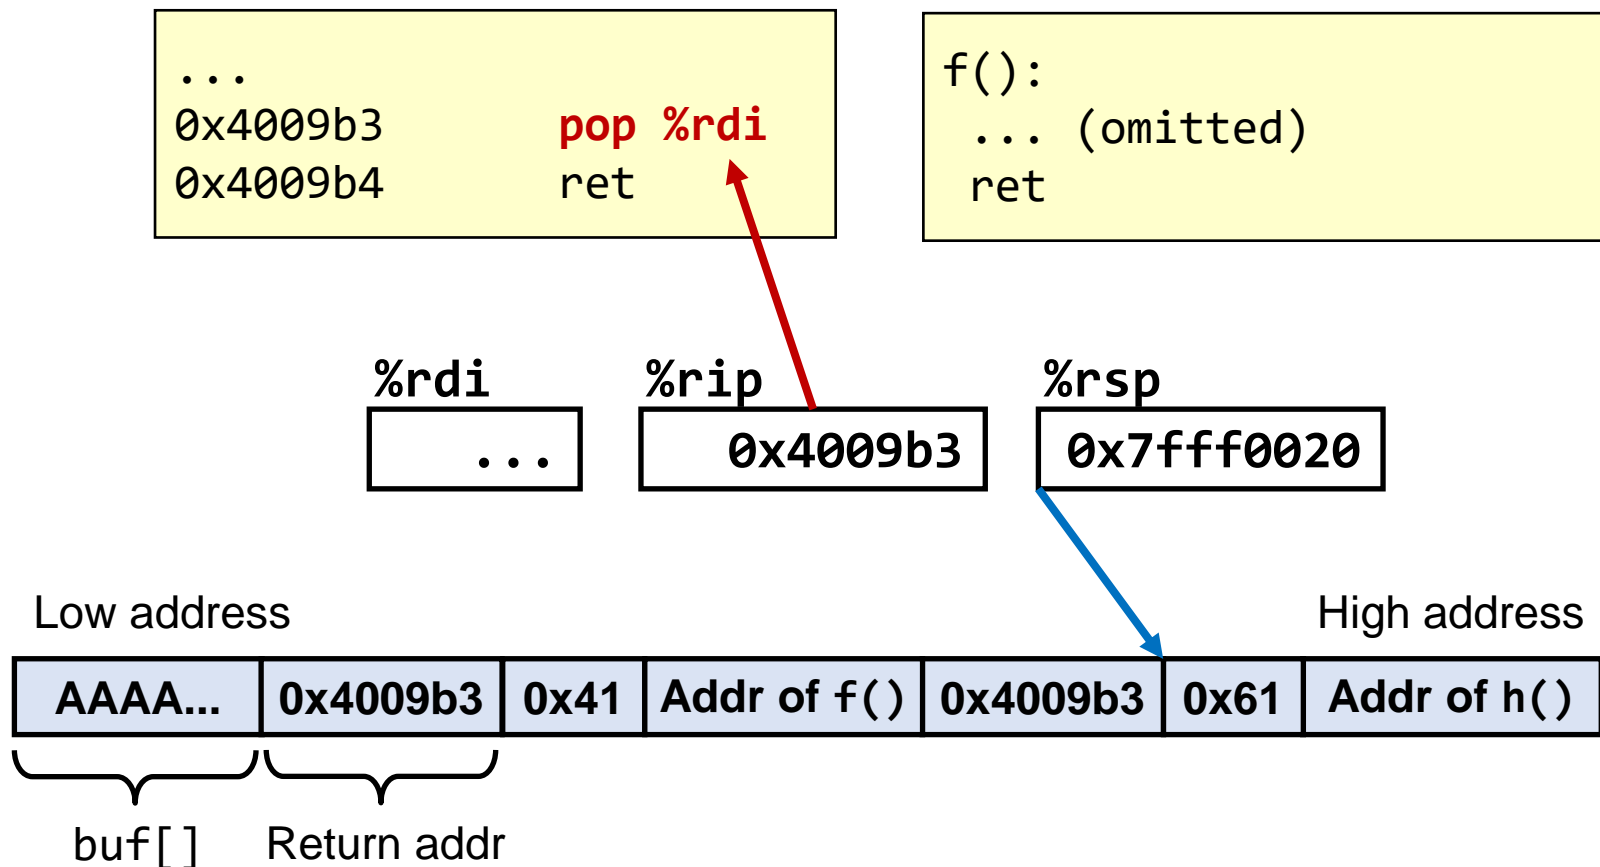 ...
0x4009b3 pop %rdi
0x4009b4 ret
f():
... (omitted)
ret
%rdi %rip %rsp
... 0x4009b3 0x7fff0020
Low address High address
AAAA... 0x4009b3 0x41 Addr of f() 0x4009b3 0x61 Addr of h()
buf[] Return addr